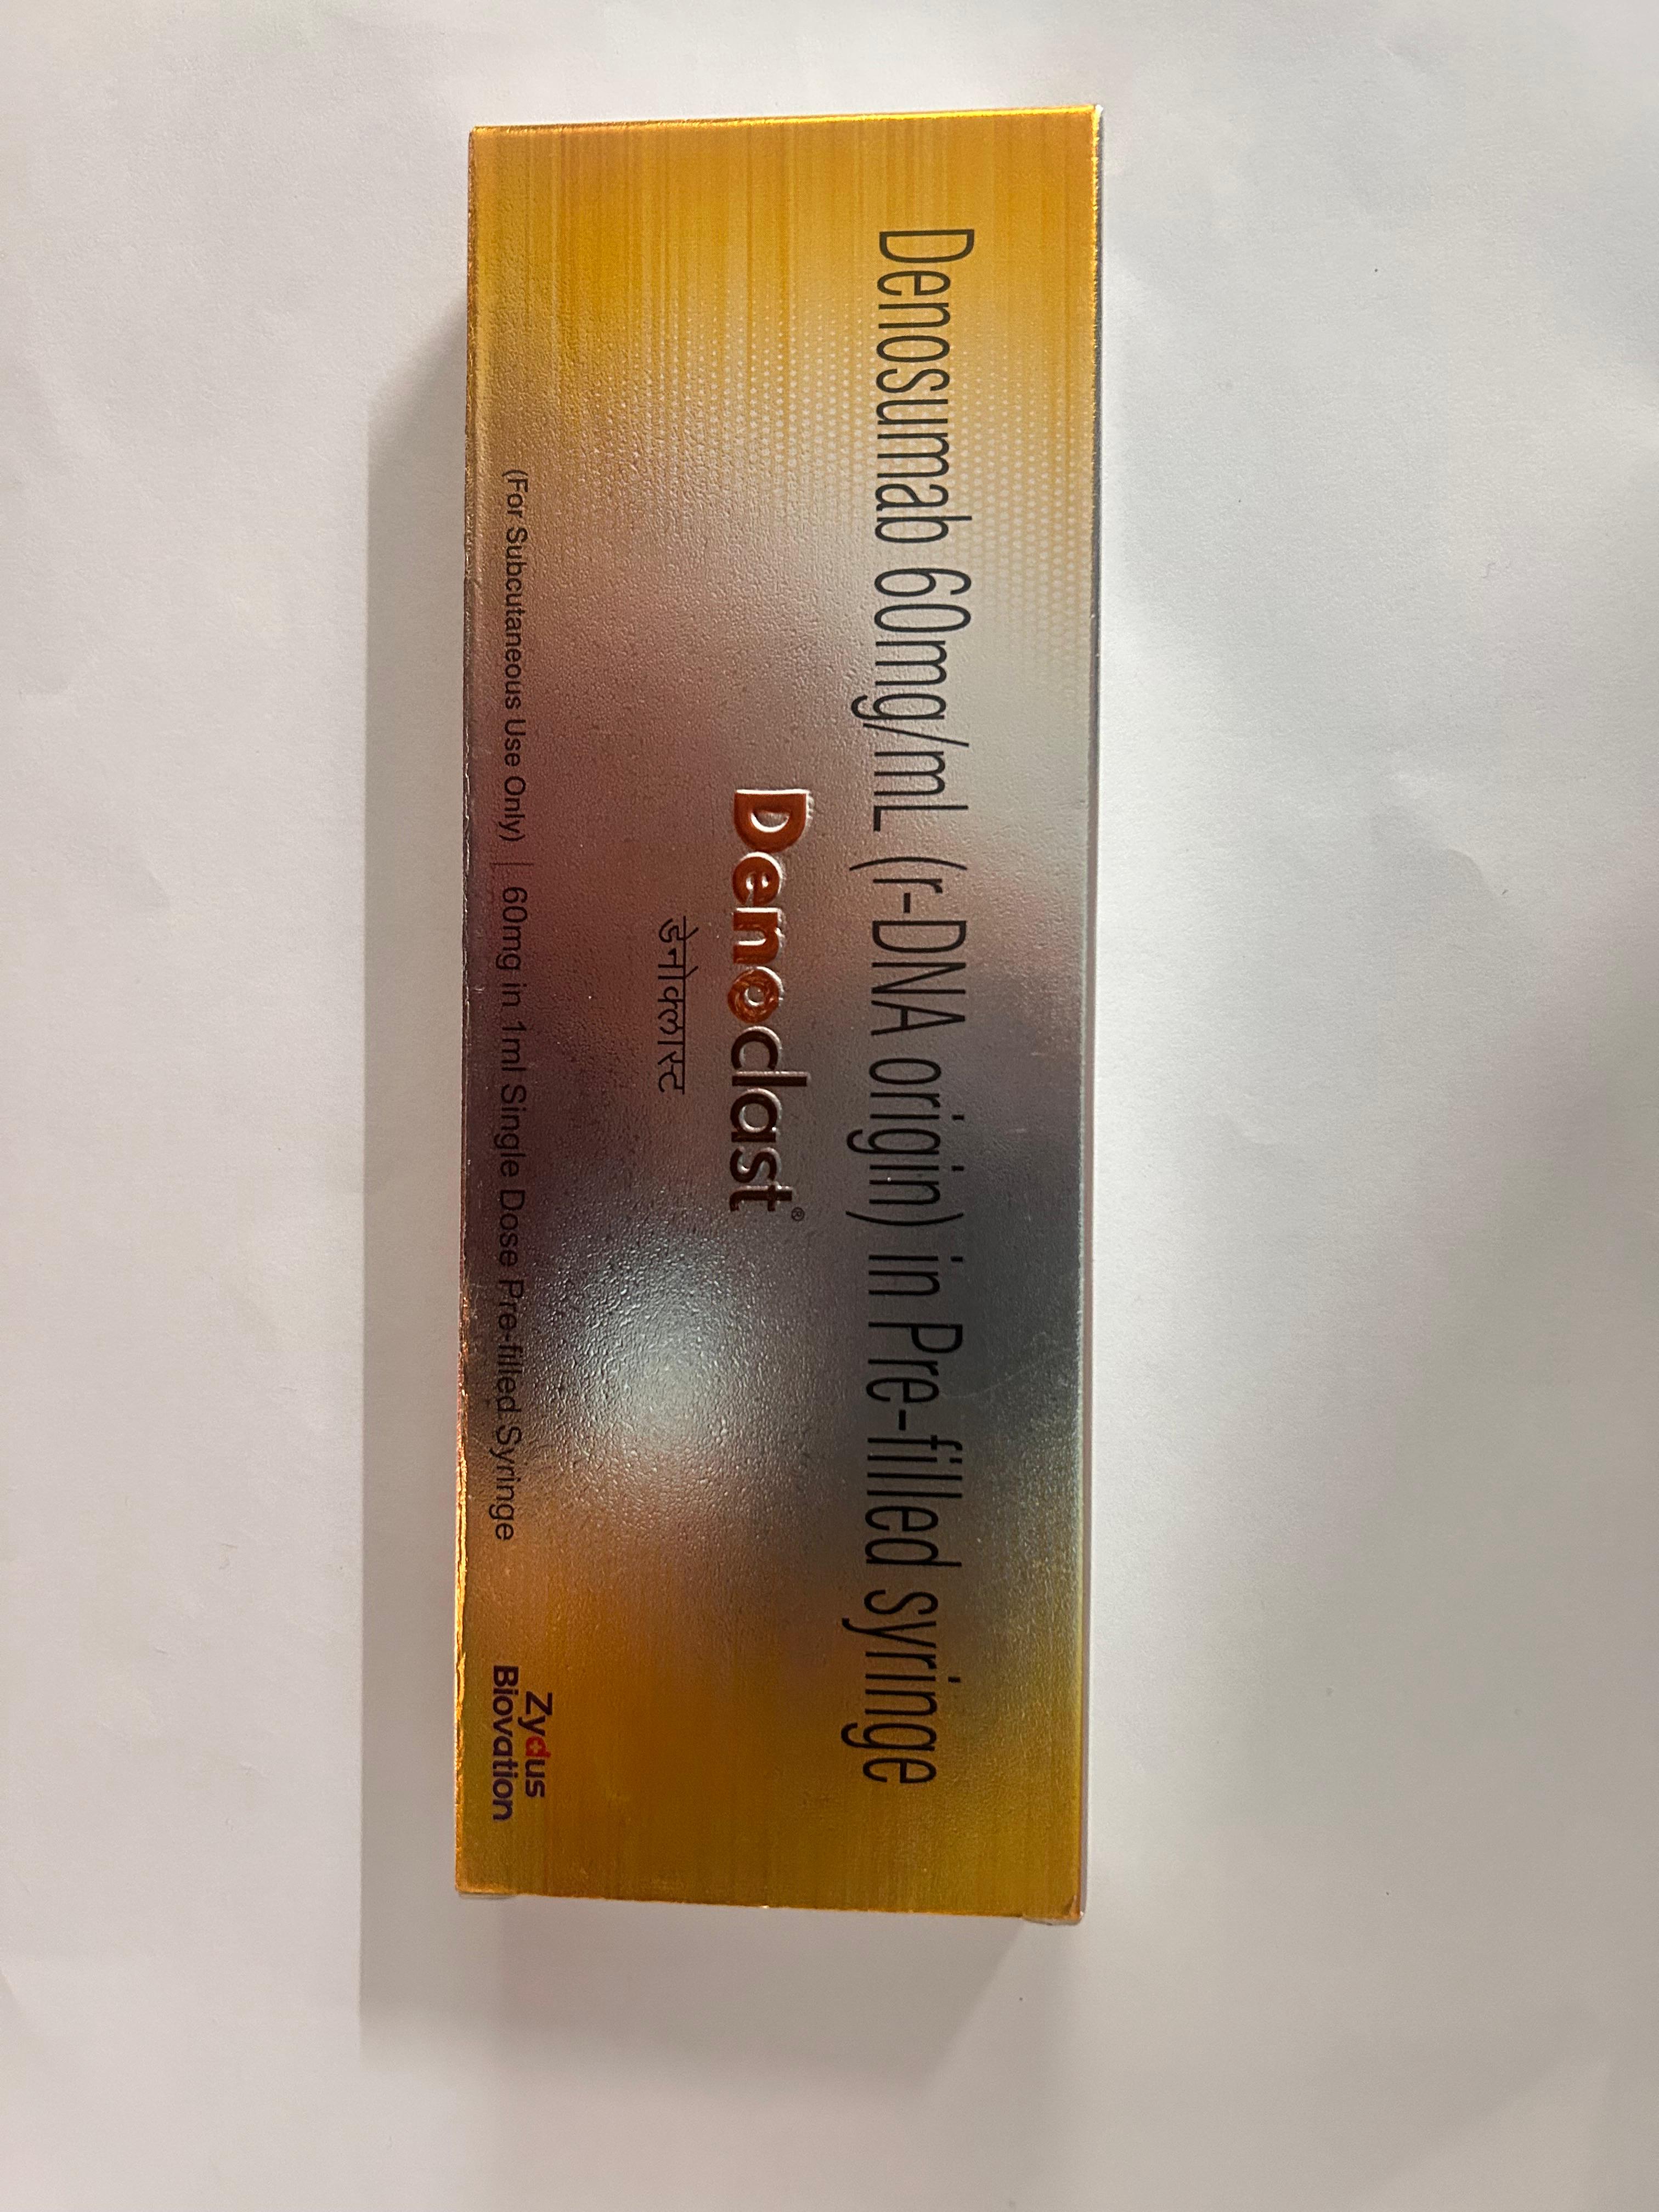 Denosumab 60mg/mL (r-DNA origin) in Pre-filled syringe
Denoclast®
डेनोक्लास्ट
(For Subcutaneous Use Only) | 60mg in 1ml Single Dose Pre-filled Syringe
Zydus
Biovation